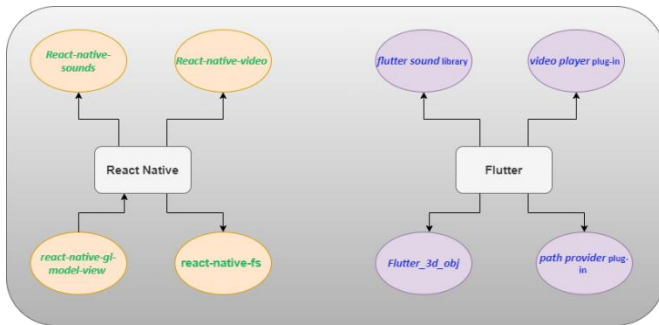 React-native-
sounds
React-native-video
flutter sound library
video player plug-in
React Native
Flutter
react-native-gl-
model-view
react-native-fs
Flutter_3d_obj
path provider plug-
in